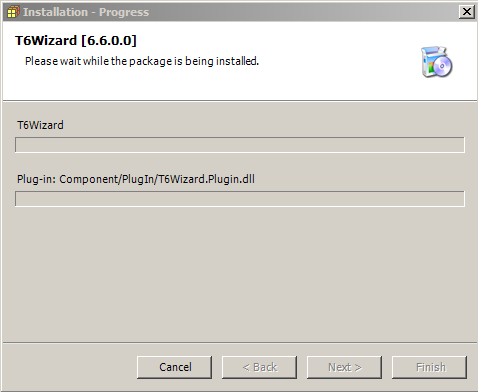 Installation - Progress
T6Wizard [6.6.0.0]
Please wait while the package is being installed.
T6Wizard
Plug-in: Component/PlugIn/T6Wizard.Plugin.dll
Cancel < Back Next > Finish